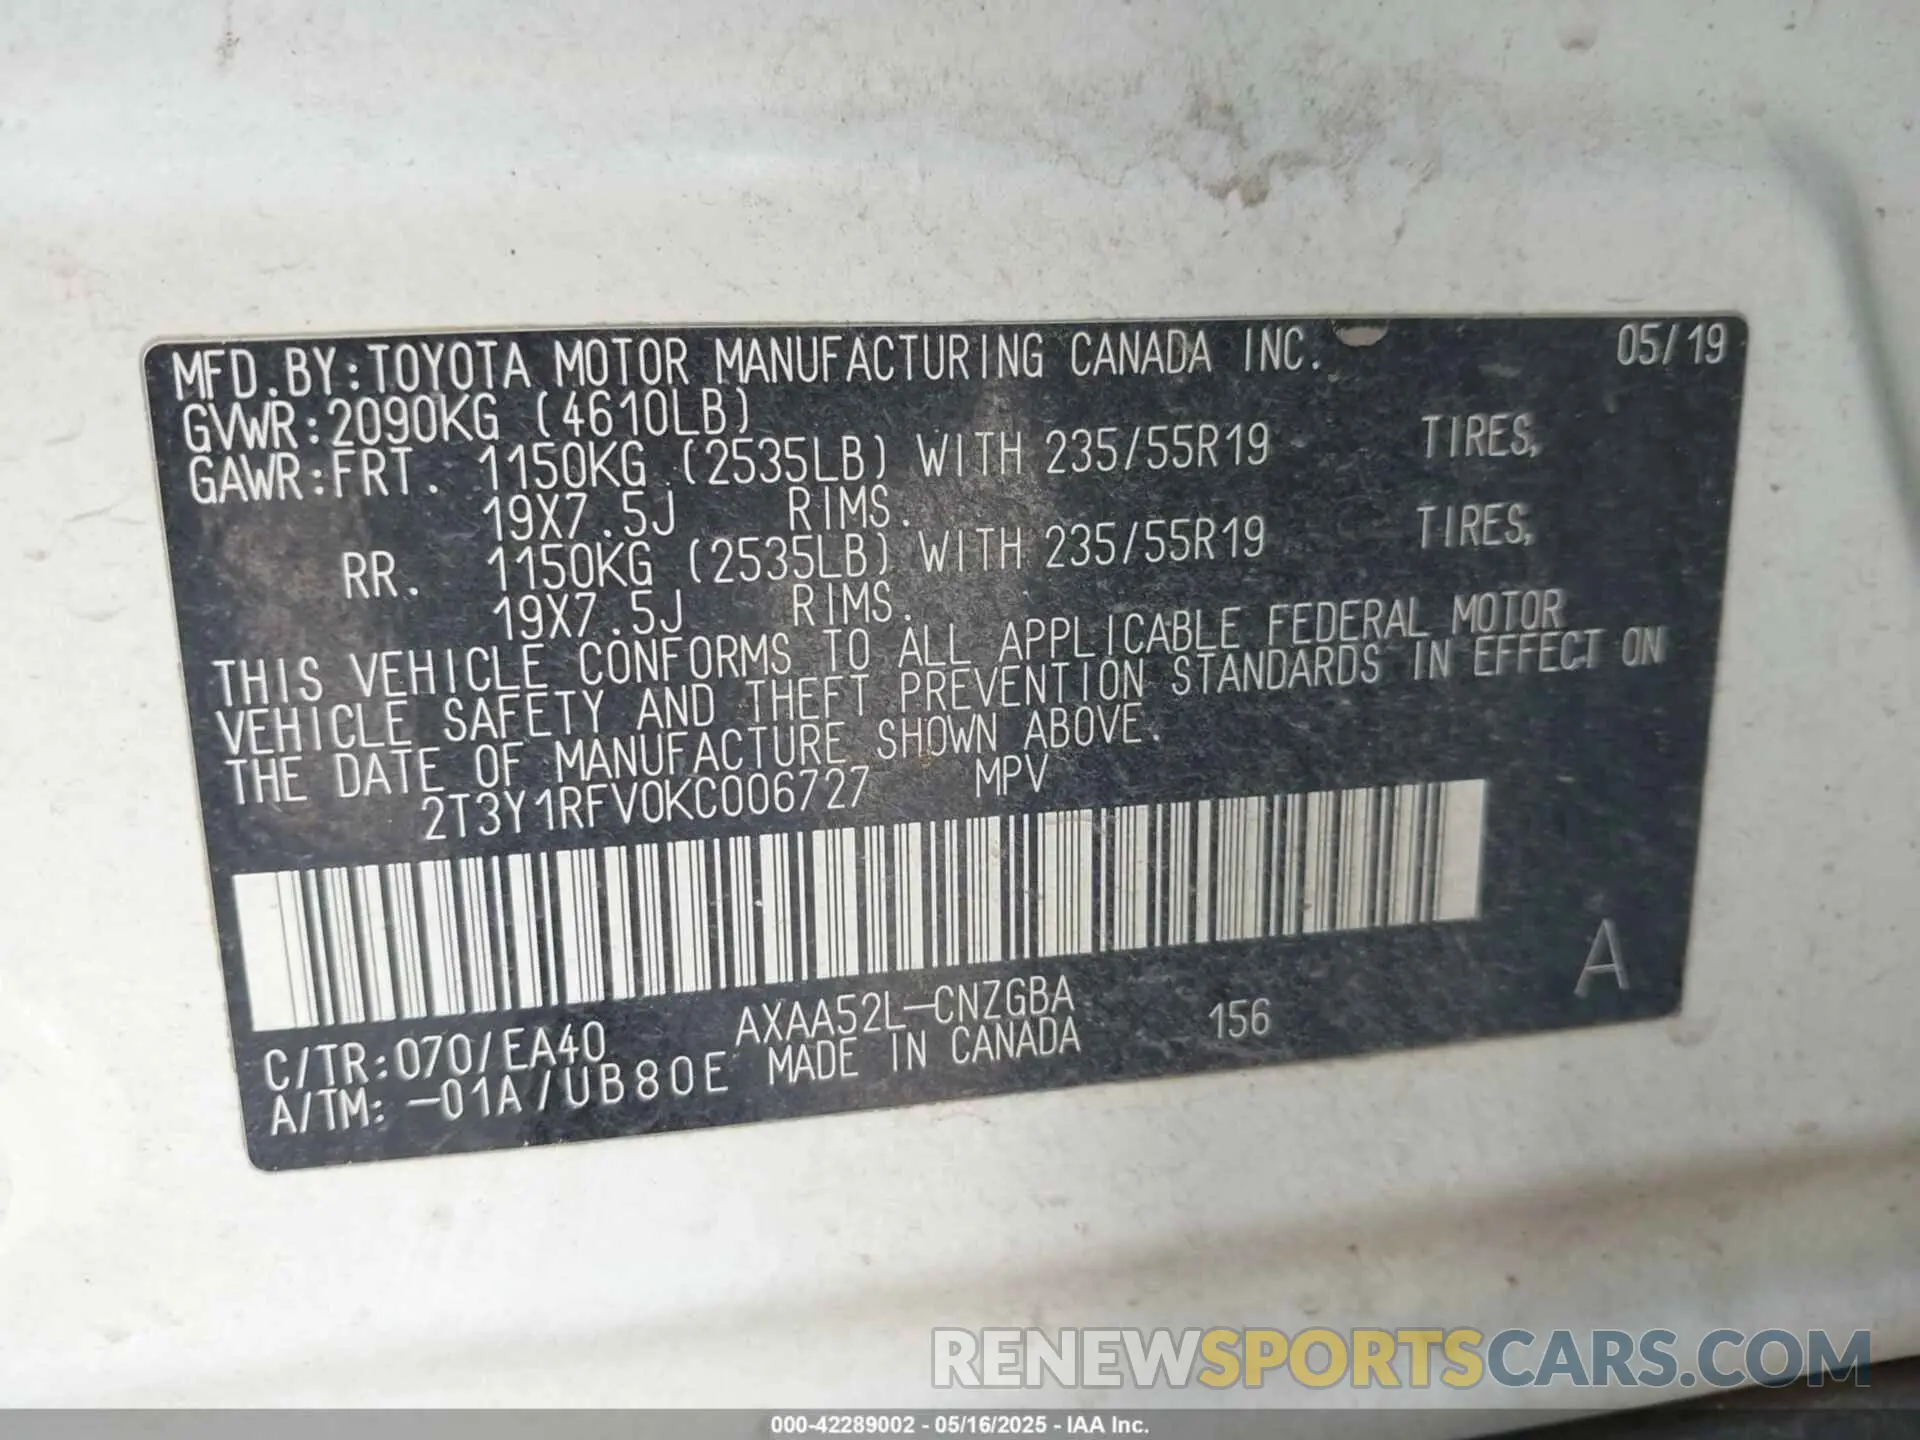 MFD.BY:TOYOTA MOTOR MANUFACTURING CANADA INC. 05/19
GVWR:2090KG (4610LB)
GAWR:FRT. 1150KG (2535LB) WITH 235/55R19 TIRES,
19X7.5J RIMS.
RR. 1150KG (2535LB) WITH 235/55R19 TIRES,
19X7.5J RIMS.
THIS VEHICLE CONFORMS TO ALL APPLICABLE FEDERAL MOTOR
VEHICLE SAFETY AND THEFT PREVENTION STANDARDS IN EFFECT ON
THE DATE OF MANUFACTURE SHOWN ABOVE.
2T3Y1RFV0KC006727 MPV
A
AXAA52L-CNZGBA 156
C/TR:070/EA40 MADE IN CANADA
A/TM:-01A/UB80E
RENEWSPORTSCARS.COM
000-42289002 - 05/16/2025 - IAA Inc.